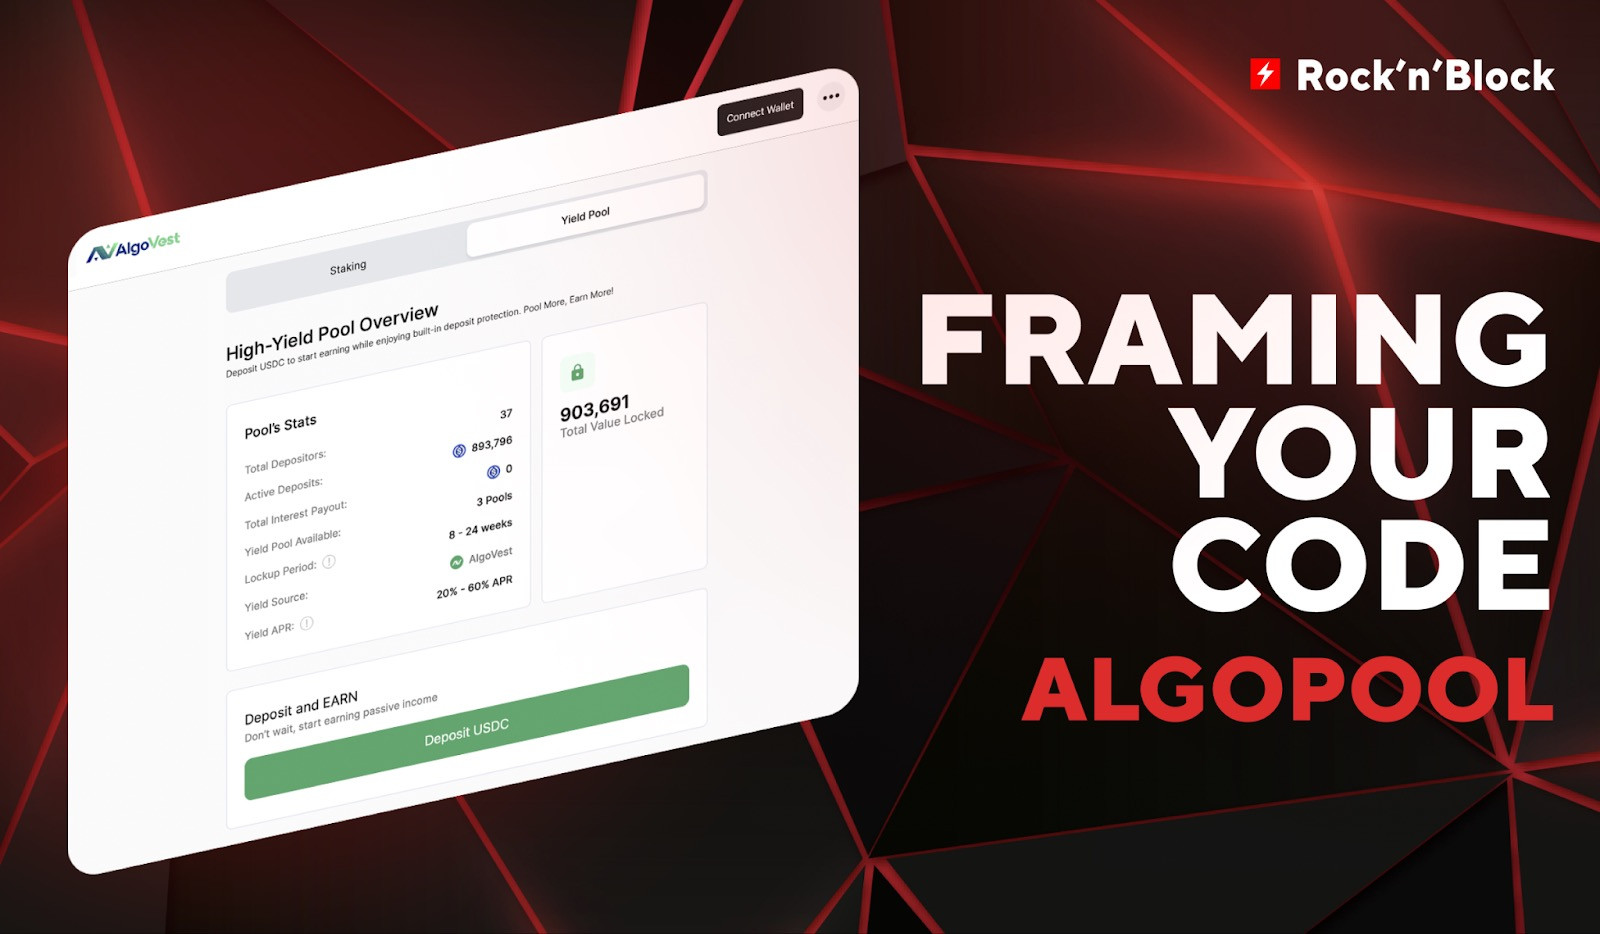 Rock'n'Block
Connect Wallet
AlgoVest
Staking
Yield Pool
High-Yield Pool Overview
Deposit USDC to start earning while enjoying built-in deposit protection. Pool More, Earn More!
Pool's Stats
Total Depositors: 37
Active Deposits: 893,796
Total Interest Payout: 0
Yield Pool Available: 3 Pools
Lockup Period: 8 - 24 weeks
Yield Source: AlgoVest
Yield APR: 20% - 60% APR
903,691
Total Value Locked
Deposit and EARN
Don't wait, start earning passive income
Deposit USDC
FRAMING
YOUR
CODE
ALGOPOOL